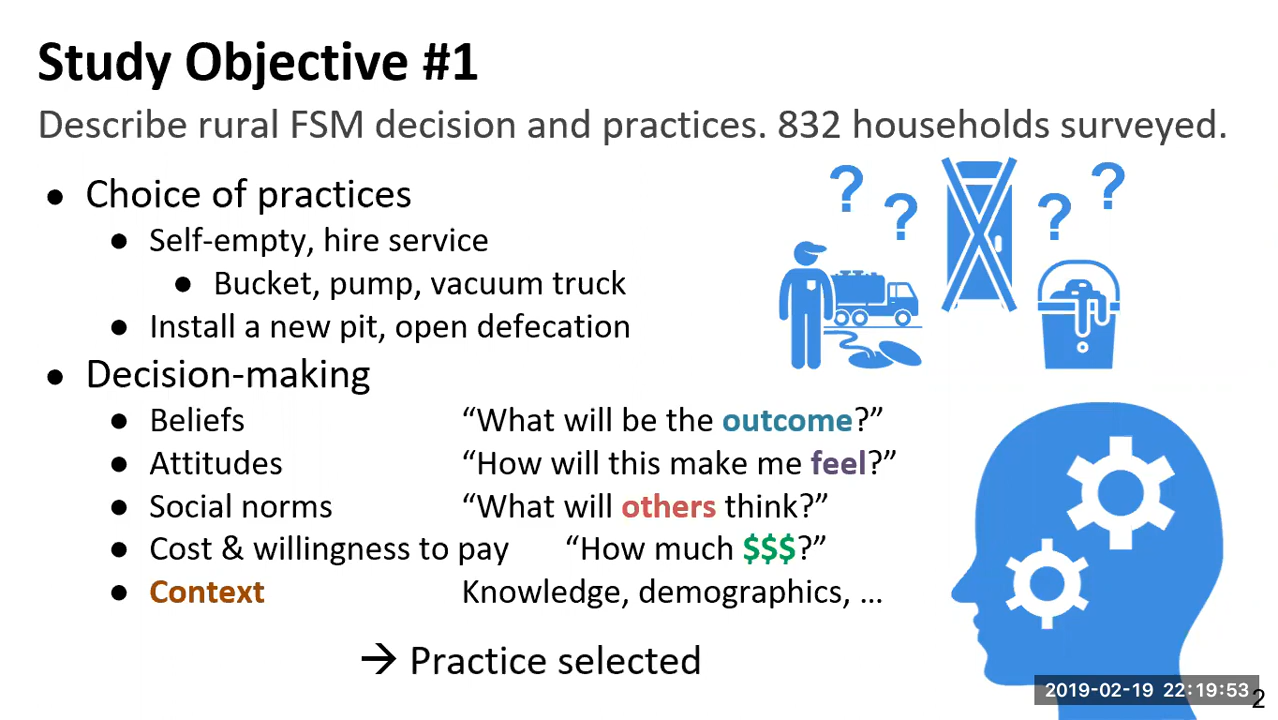 Study Objective #1
Describe rural FSM decision and practices. 832 households surveyed.
● Choice of practices
● Self-empty, hire service
● Bucket, pump, vacuum truck
● Install a new pit, open defecation
● Decision-making
● Beliefs “What will be the outcome?”
● Attitudes “How will this make me feel?”
● Social norms “What will others think?”
● Cost & willingness to pay “How much $$$?”
● Context Knowledge, demographics, …
→ Practice selected
? ? ? ?
2019-02-19 22:19:53
2